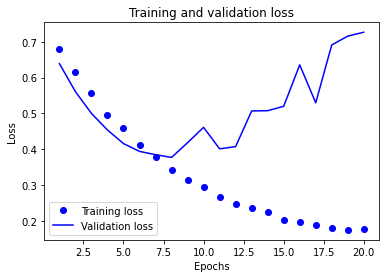 Training and validation loss
0.7
0.6
0.5
0.4
0.3
0.2
Loss
Training loss
Validation loss
2.5 5.0 7.5 10.0 12.5 15.0 17.5 20.0
Epochs